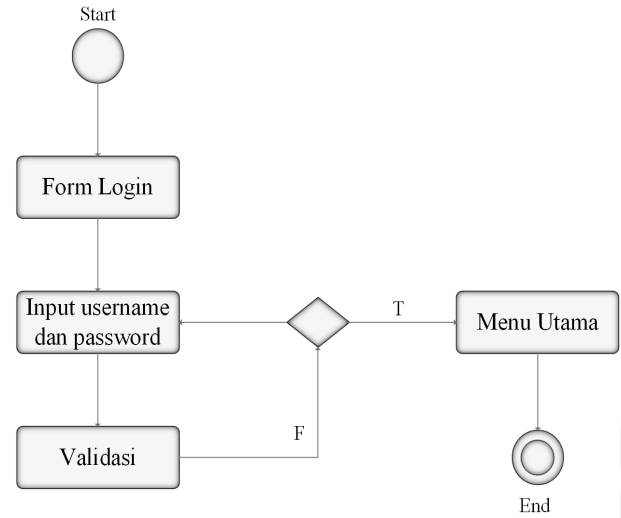 Start
Form Login
Input username
dan password
T
Menu Utama
F
Validasi
End